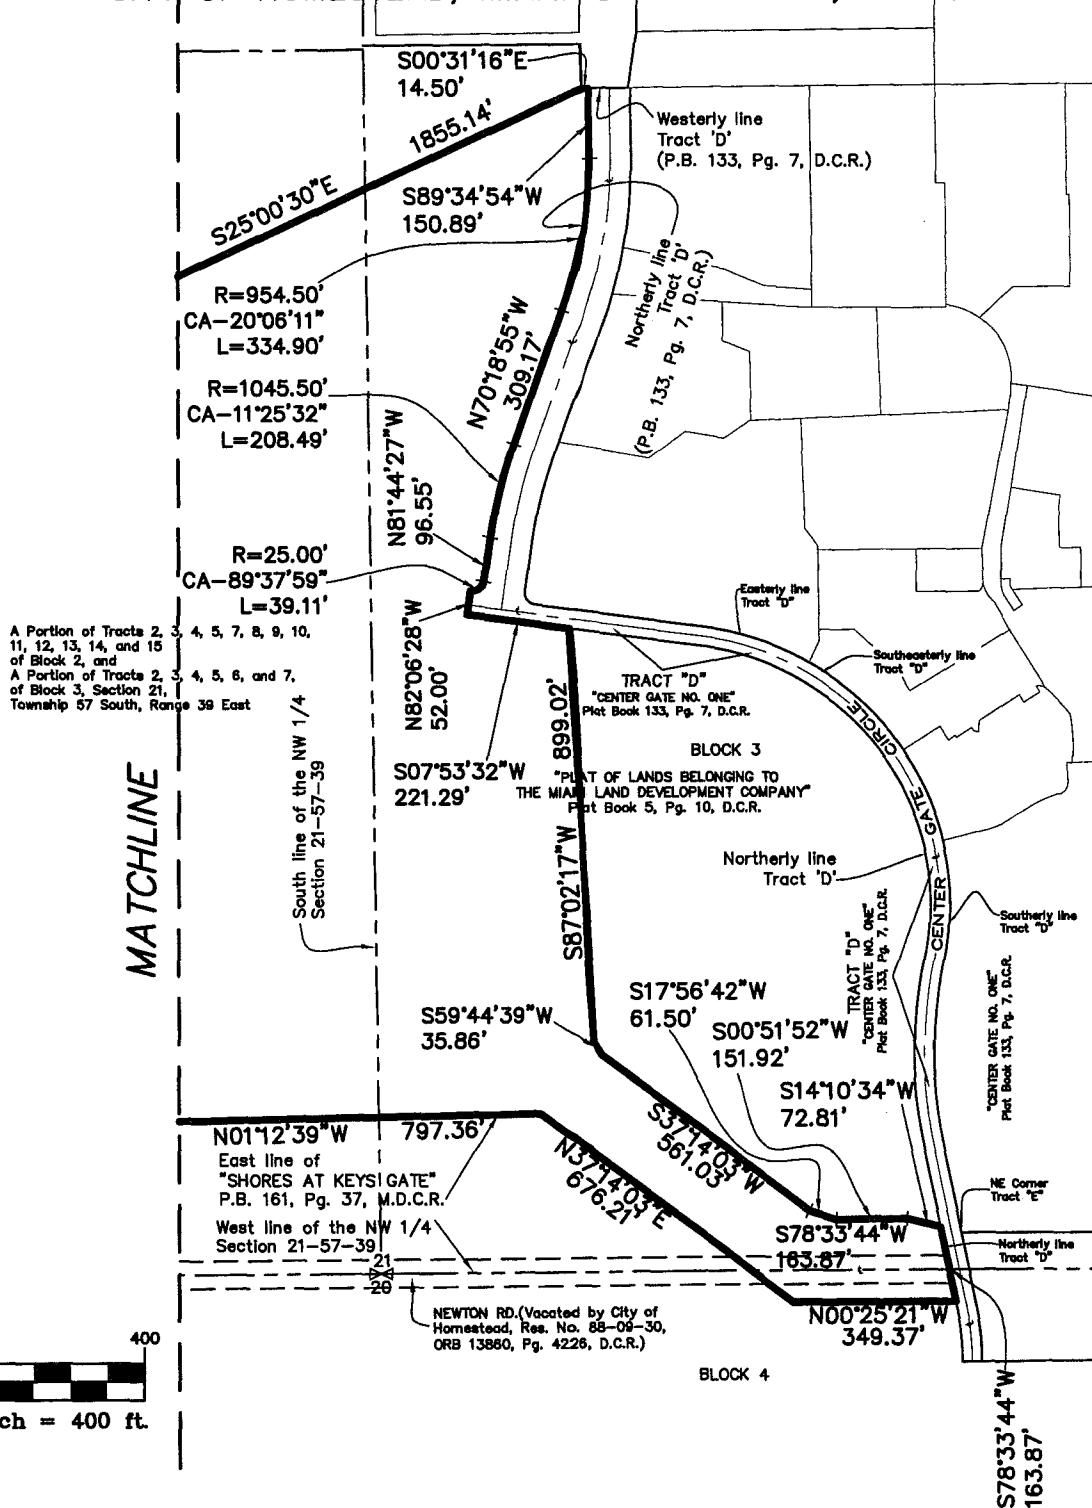 S00°31'16"E
14.50'
1855.14'
S25°00'30"E
Westerly line
Tract 'D'
(P.B. 133, Pg. 7, D.C.R.)
S89°34'54"W
150.89'
Northerly line
Tract 'D'
(P.B. 133, Pg. 7, D.C.R.)
R=954.50'
CA-20°06'11"
L=334.90'
N70°18'55"W
309.17'
R=1045.50'
CA-11°25'32"
L=208.49'
N81°44'27"W
96.55'
R=25.00'
CA-89°37'59"
L=39.11'
A Portion of Tracts 2, 3, 4, 5, 7, 8, 9, 10,
11, 12, 13, 14, and 15
of Block 2, and
A Portion of Tracts 2, 3, 4, 5, 6, and 7,
of Block 3, Section 21,
Township 57 South, Range 39 East
N82°06'28"W
52.00'
Easterly line
Tract "D"
Southeasterly line
Tract "D"
TRACT "D"
"CENTER GATE NO. ONE"
Plat Book 133, Pg. 7, D.C.R.
S07°53'32"W
221.29'
899.02'
S87°02'17"W
BLOCK 3
"PLAT OF LANDS BELONGING TO
THE MIAMI LAND DEVELOPMENT COMPANY"
Plat Book 5, Pg. 10, D.C.R.
CENTER GATE CIRCLE
MATCHLINE
South line of the NW 1/4
Section 21-57-39
Northerly line
Tract 'D'
TRACT "D"
"CENTER GATE NO. ONE"
Plat Book 133, Pg. 7, D.C.R.
Southerly line
Tract "D"
"CENTER GATE NO. ONE"
Plat Book 133, Pg. 7, D.C.R.
S59°44'39"W
35.86'
S17°56'42"W
61.50'
S00°51'52"W
151.92'
S14°10'34"W
72.81'
N01°12'39"W 797.36'
East line of
"SHORES AT KEYS GATE"
P.B. 161, Pg. 37, M.D.C.R.
West line of the NW 1/4
Section 21-57-39
S37°14'03"W
561.03'
N37°14'03"E
676.21'
NE Corner
Tract "E"
Northerly line
Tract "D"
S78°33'44"W
163.87'
21
20
NEWTON RD.(Vacated by City of
Homestead, Res. No. 88-09-30,
ORB 13860, Pg. 4226, D.C.R.)
N00°25'21"W
349.37'
BLOCK 4
S78°33'44"W
163.87'
400
ch = 400 ft.